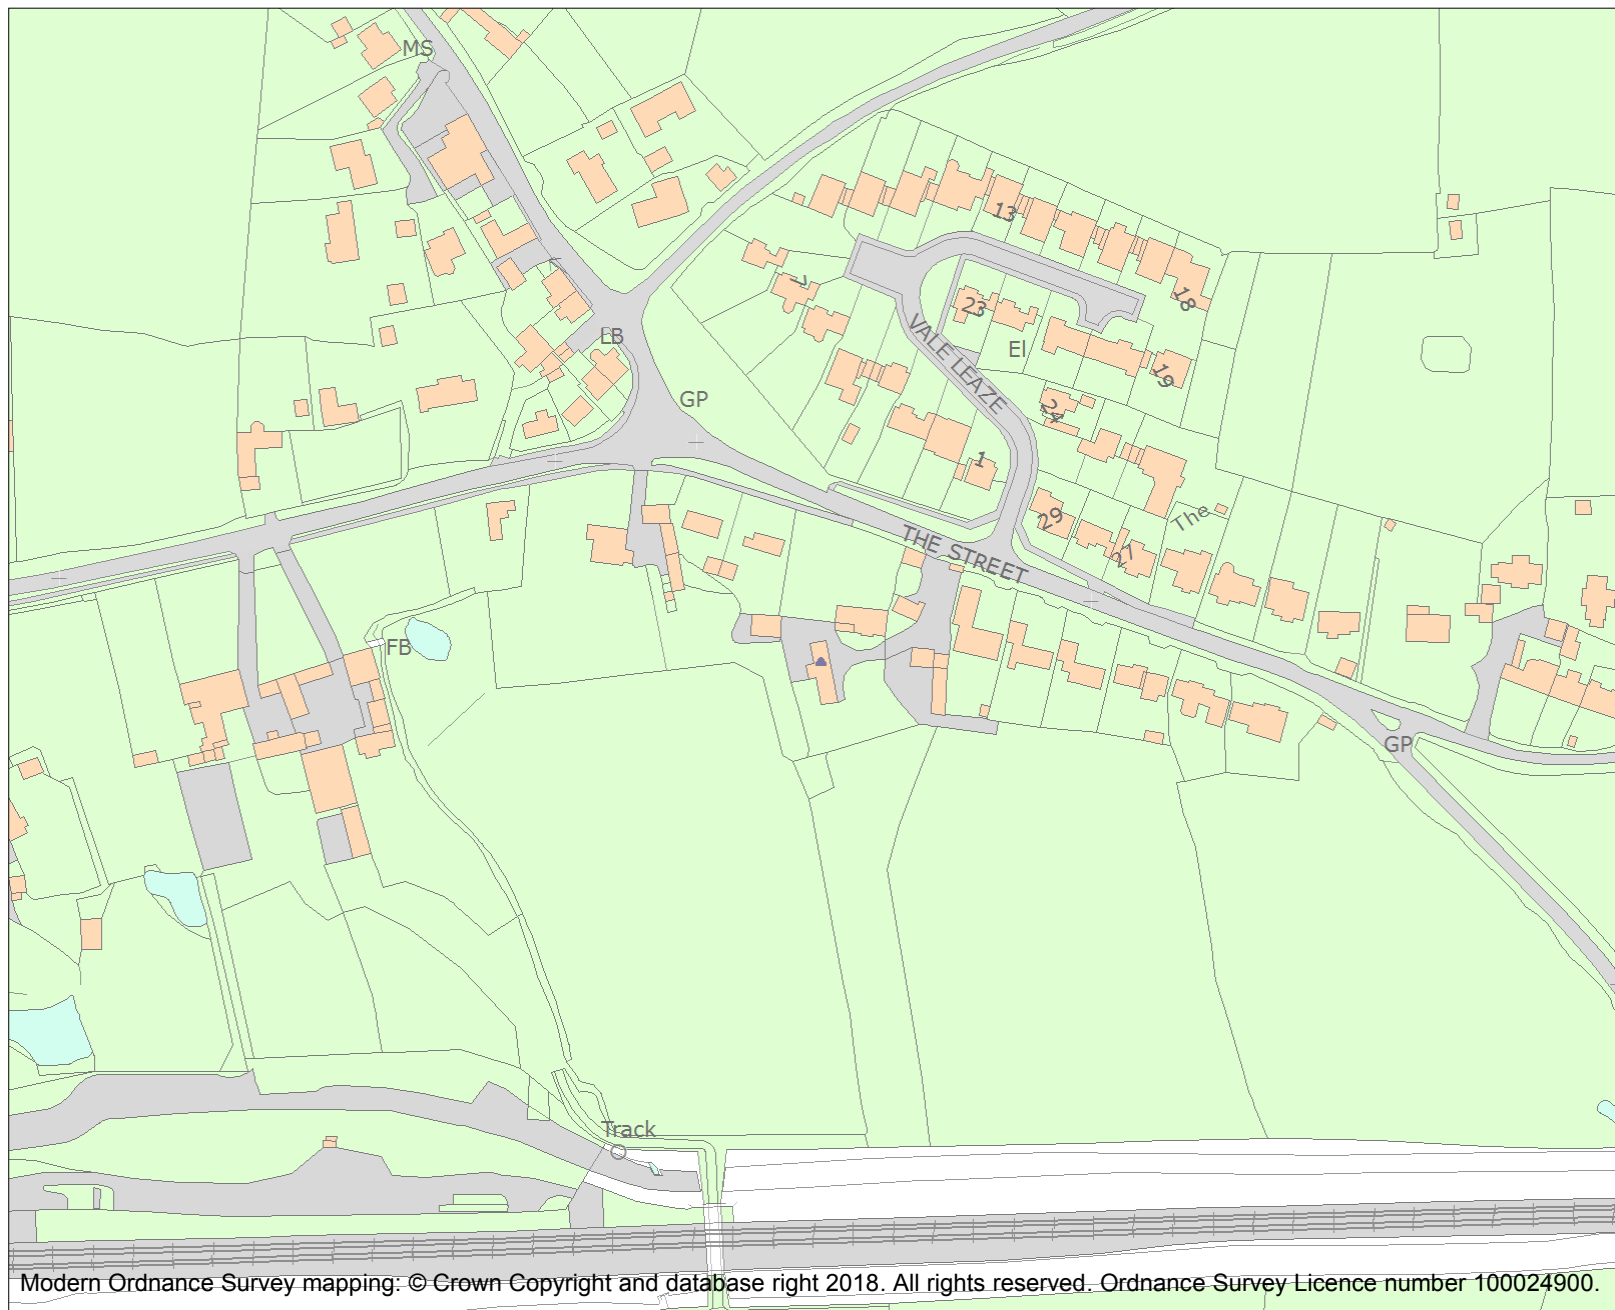 MS
13
7
23
18
VALE LEAZE
LB
El
19
GP
24
1
29
The
THE STREET
27
FB
GP
Track
Modern Ordnance Survey mapping: © Crown Copyright and database right 2018. All rights reserved. Ordnance Survey Licence number 100024900.